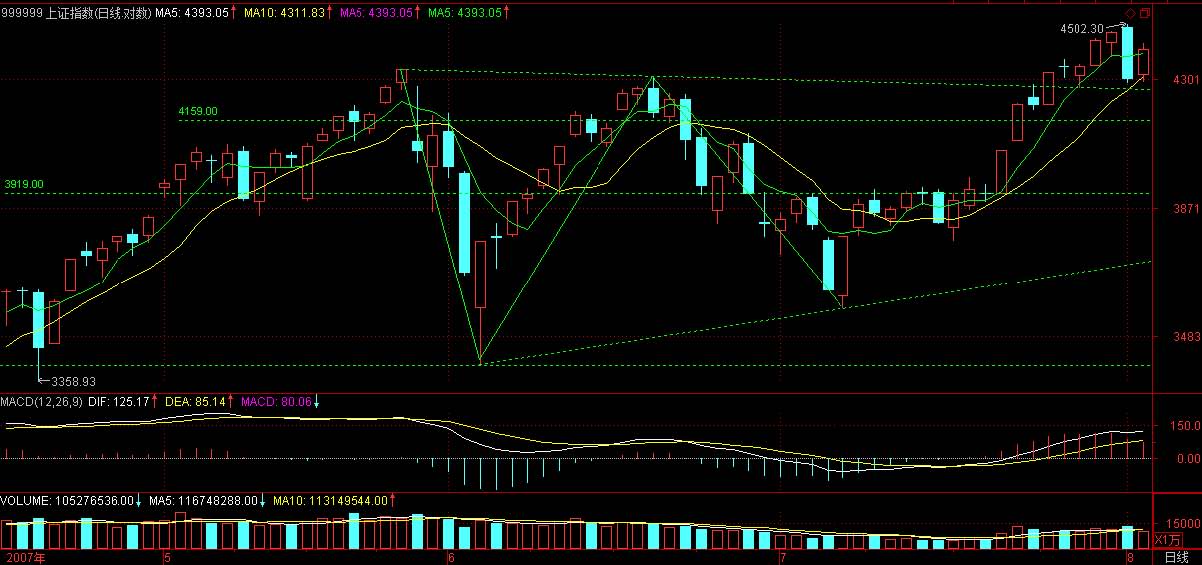 999999 上证指数(日线.对数) MA5: 4393.05↑ MA10: 4311.83↑ MA5: 4393.05↑ MA5: 4393.05↑
4502.30
4301
4159.00
3919.00
3871
3483
3358.93
MACD(12,26,9) DIF: 125.17↑ DEA: 85.14↑ MACD: 80.06↓
150.0
0.00
VOLUME: 105276536.00↓ MA5: 116748288.00↓ MA10: 113149544.00↑
15000
X1万
2007年 5 6 7 8 日线